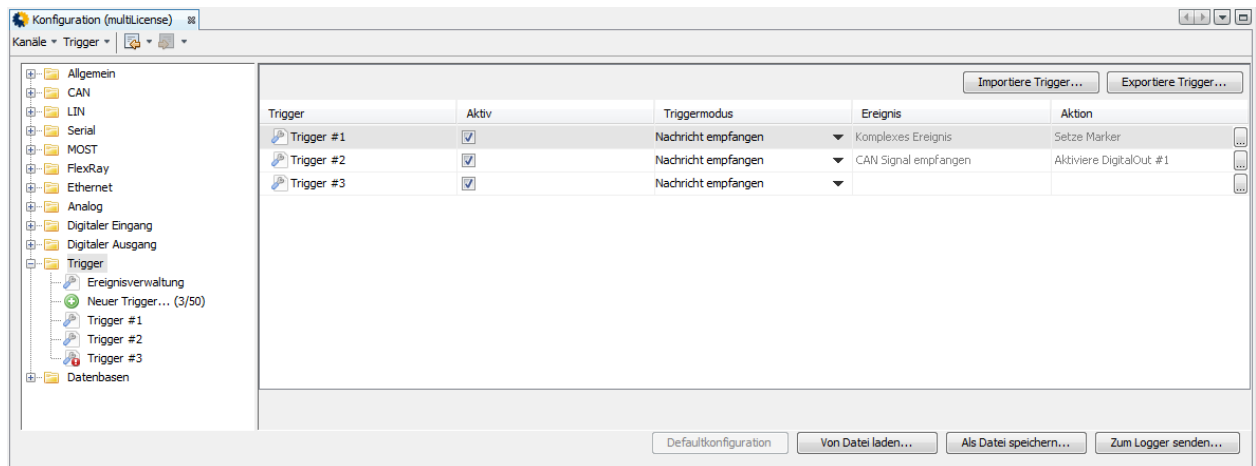 Konfiguration (multiLicense)
Kanäle Trigger
Allgemein
CAN
LIN
Serial
MOST
FlexRay
Ethernet
Analog
Digitaler Eingang
Digitaler Ausgang
Trigger
Ereignisverwaltung
Neuer Trigger... (3/50)
Trigger #1
Trigger #2
Trigger #3
Datenbasen
Importiere Trigger... Exportiere Trigger...
Trigger Aktiv Triggermodus Ereignis Aktion
Trigger #1 Nachricht empfangen Komplexes Ereignis Setze Marker ...
Trigger #2 Nachricht empfangen CAN Signal empfangen Aktiviere DigitalOut #1 ...
Trigger #3 Nachricht empfangen ...
Defaultkonfiguration Von Datei laden... Als Datei speichern... Zum Logger senden...